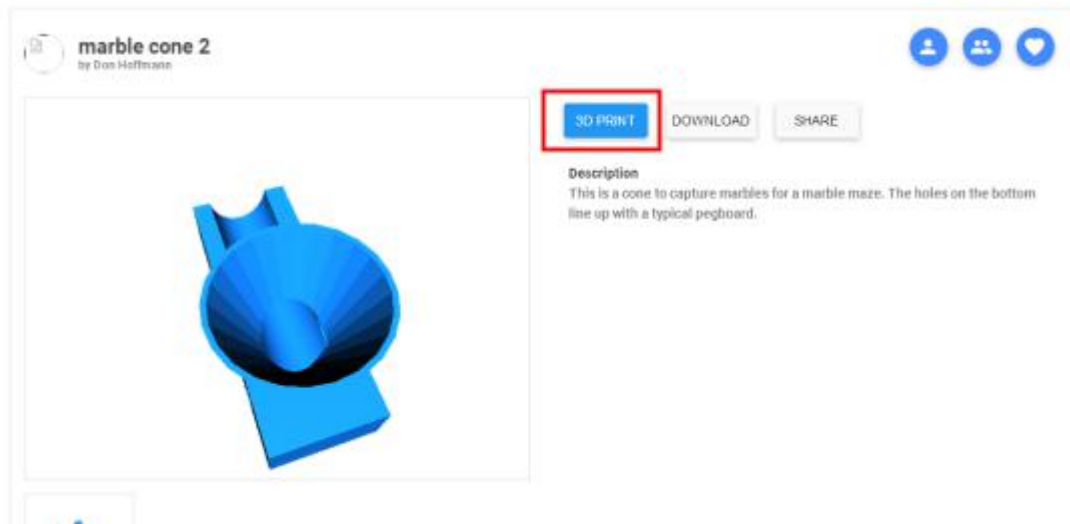 marble cone 2
by Don Hoffmann
3D PRINT
DOWNLOAD
SHARE
Description
This is a cone to capture marbles for a marble maze. The holes on the bottom
line up with a typical pegboard.